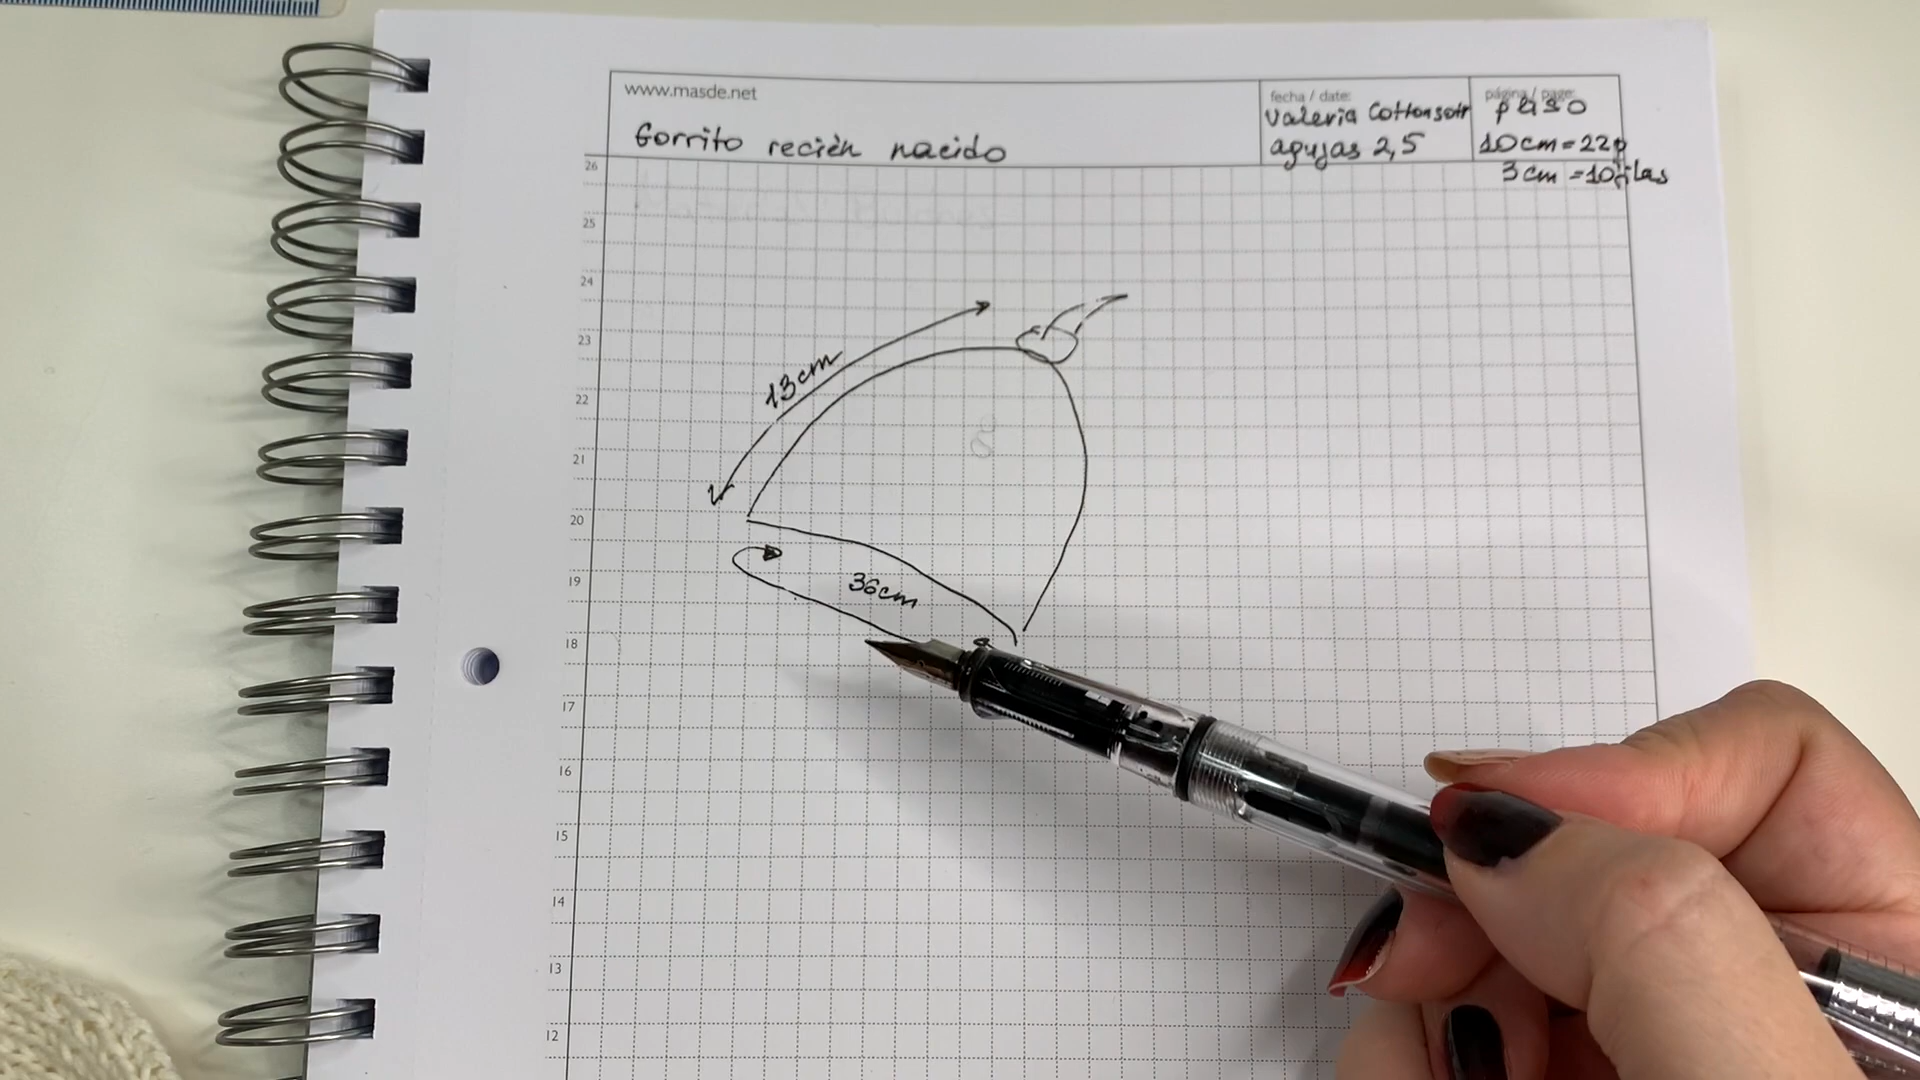 www.masde.net
Gorrito recién nacido
fecha / date:
Valeria Cottonsoft
agujas 2,5
página / page:
pliso
10cm=22p
3cm=10filas
26
25
24
23
22
21
20
19
18
17
16
15
14
13
12
13cm
36cm